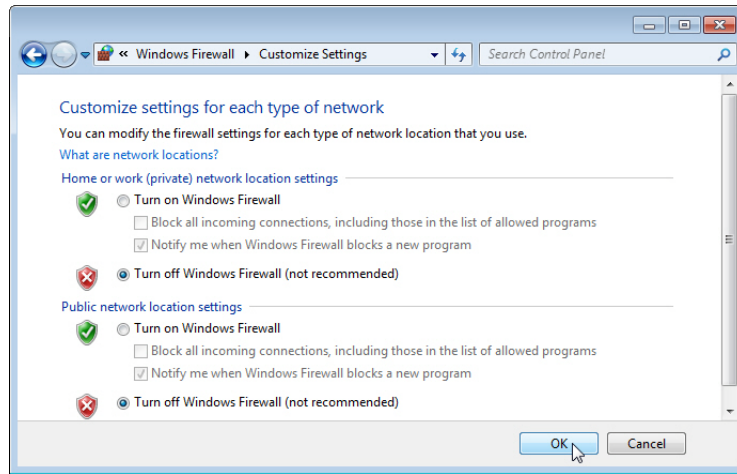 « Windows Firewall ▸ Customize Settings
Search Control Panel
Customize settings for each type of network
You can modify the firewall settings for each type of network location that you use.
What are network locations?
Home or work (private) network location settings
Turn on Windows Firewall
Block all incoming connections, including those in the list of allowed programs
Notify me when Windows Firewall blocks a new program
Turn off Windows Firewall (not recommended)
Public network location settings
Turn on Windows Firewall
Block all incoming connections, including those in the list of allowed programs
Notify me when Windows Firewall blocks a new program
Turn off Windows Firewall (not recommended)
OK
Cancel